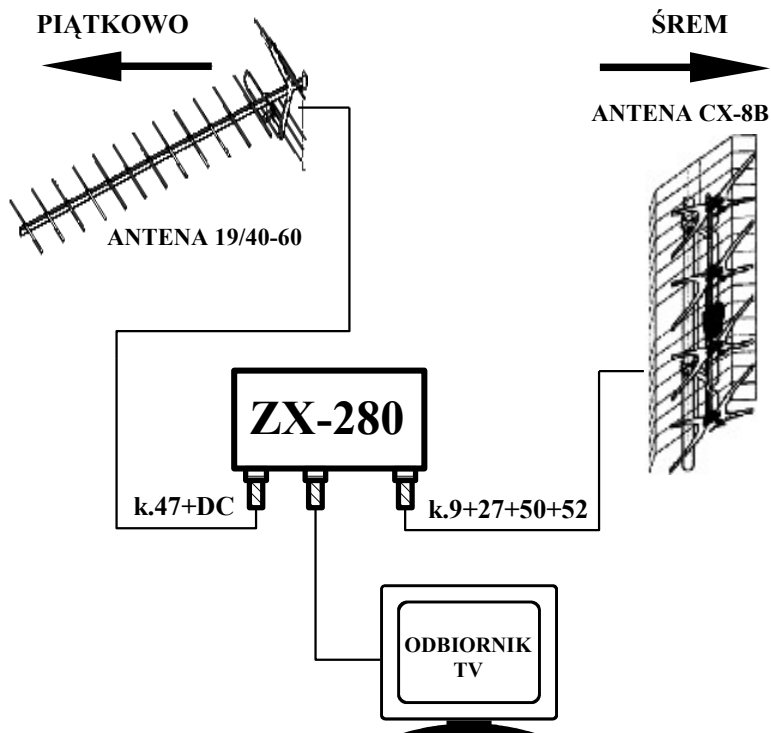 PIĄTKOWO
ŚREM
ANTENA CX-8B
ANTENA 19/40-60
ZX-280
k.47+DC
k.9+27+50+52
ODBIORNIK
TV